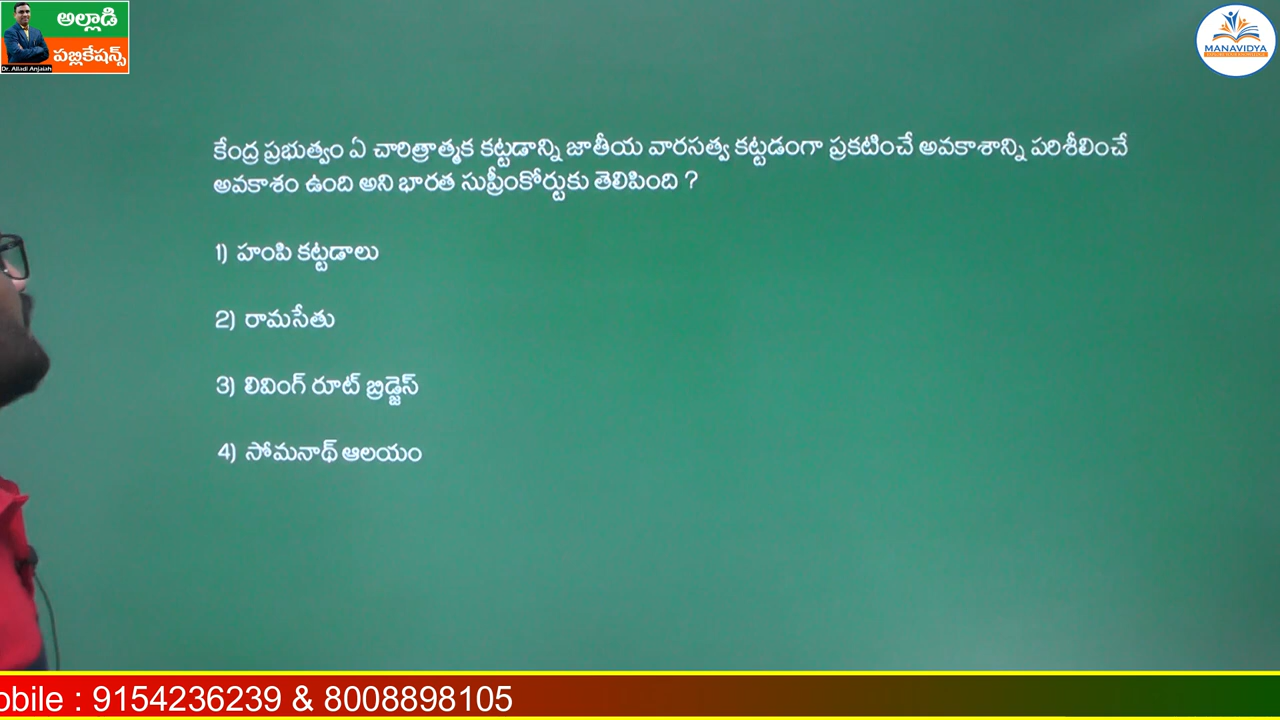 అల్లాడి
పబ్లికేషన్స్
Dr. Alladi Anjaiah
MANAVIDYA
కేంద్ర ప్రభుత్వం ఏ చారిత్రాత్మక కట్టడాన్ని జాతీయ వారసత్వ కట్టడంగా ప్రకటించే అవకాశాన్ని పరిశీలించే
అవకాశం ఉంది అని భారత సుప్రీంకోర్టుకు తెలిపింది ?
1) హంపి కట్టడాలు
2) రామసేతు
3) లివింగ్ రూట్ బ్రిడ్జెస్
4) సోమనాథ్ ఆలయం
obile : 9154236239 & 8008898105